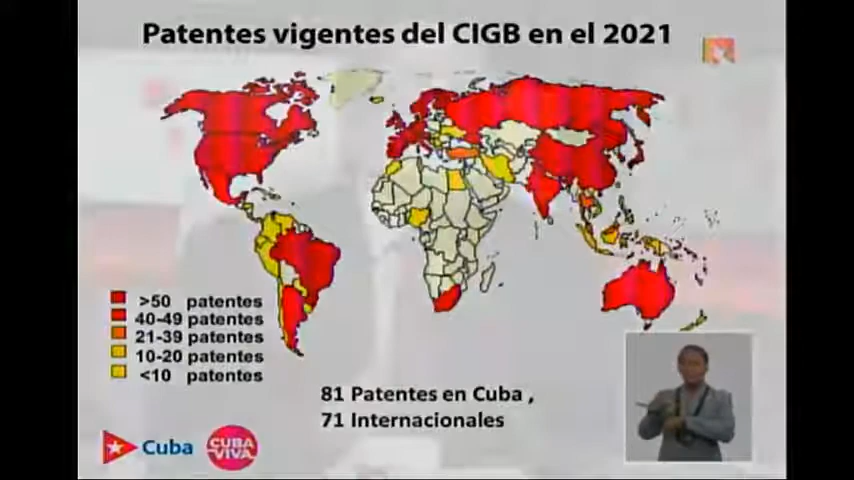 Patentes vigentes del CIGB en el 2021
>50 patentes
40-49 patentes
21-39 patentes
10-20 patentes
<10 patentes
81 Patentes en Cuba ,
71 Internacionales
Cuba
CUBA
VIVA